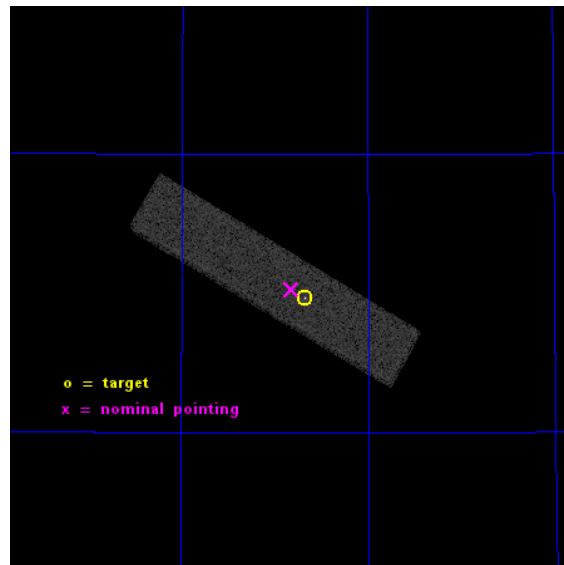 o = target
x = nominal pointing